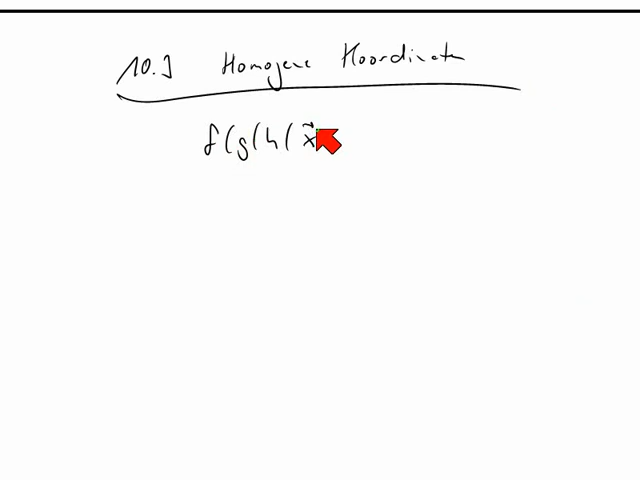 10.3 Homogene Koordinaten
f(g(h(x⃗